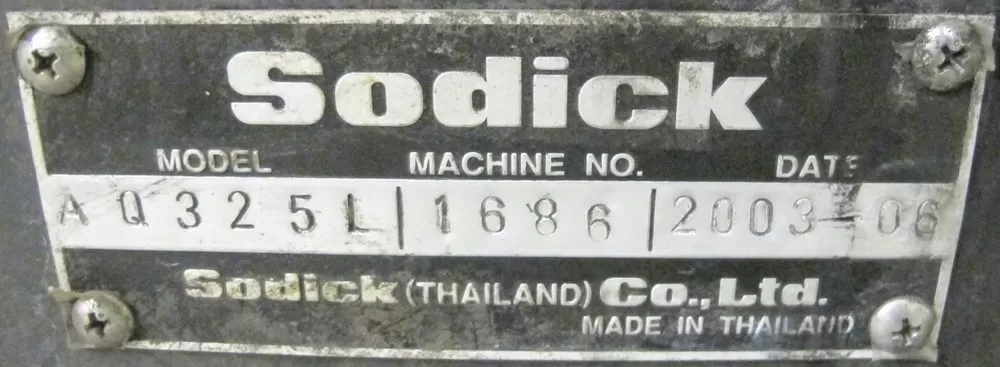 Sodick
MODEL MACHINE NO. DATE
AQ325L 1686 2003-06
Sodick (THAILAND) Co., Ltd.
MADE IN THAILAND